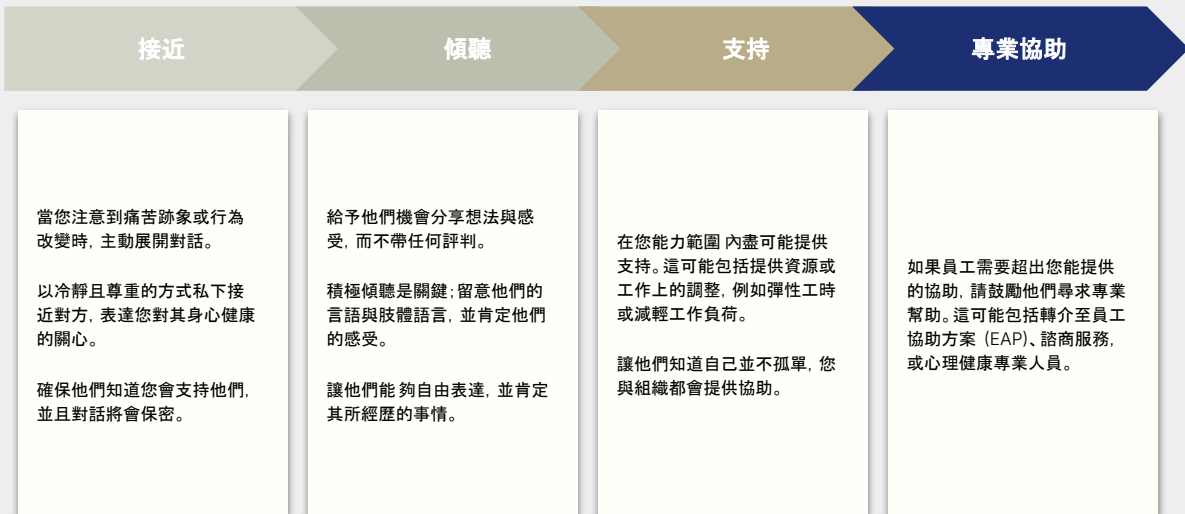 接近
傾聽
支持
專業協助
當您注意到痛苦跡象或行為
改變時, 主動展開對話。
以冷靜且尊重的方式私下接
近對方, 表達您對其身心健康
的關心。
確保他們知道您會支持他們,
並且對話將會保密。
給予他們機會分享想法與感
受, 而不帶任何評判。
積極傾聽是關鍵;留意他們的
言語與肢體語言, 並肯定他們
的感受。
讓他們能 夠自由表達, 並肯定
其所經歷的事情。
在您能力範圍 內盡可能提供
支持。這可能包括提供資源或
工作上的調整, 例如彈性工時
或減輕工作負荷。
讓他們知道自己並不孤單, 您
與組織都會提供協助。
如果員工需要超出您能提供
的協助, 請鼓勵他們尋求專業
幫助。這可能包括轉介至員工
協助方案 (EAP)、諮商服務,
或心理健康專業人員。